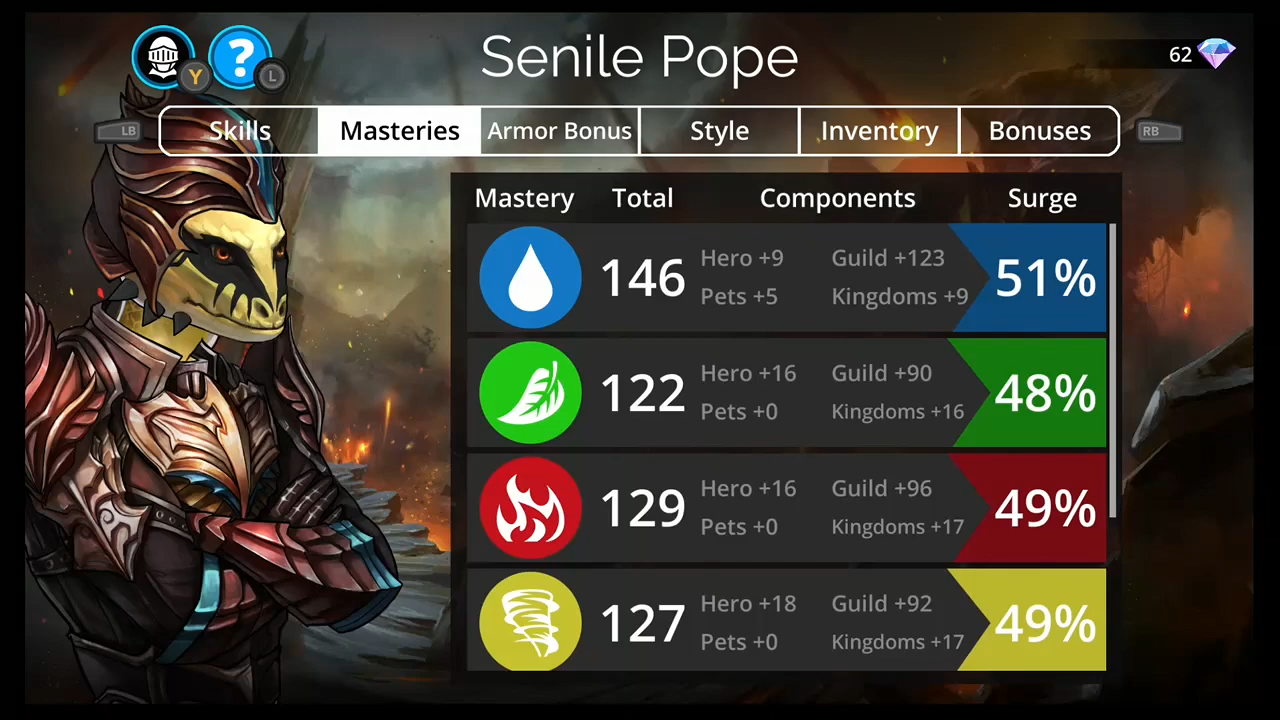 Senile Pope
Y
?
L
62
LB
Skills
Masteries
Armor Bonus
Style
Inventory
Bonuses
RB
Mastery Total Components Surge
146
Hero +9 Guild +123
Pets +5 Kingdoms +9
51%
122
Hero +16 Guild +90
Pets +0 Kingdoms +16
48%
129
Hero +16 Guild +96
Pets +0 Kingdoms +17
49%
127
Hero +18 Guild +92
Pets +0 Kingdoms +17
49%